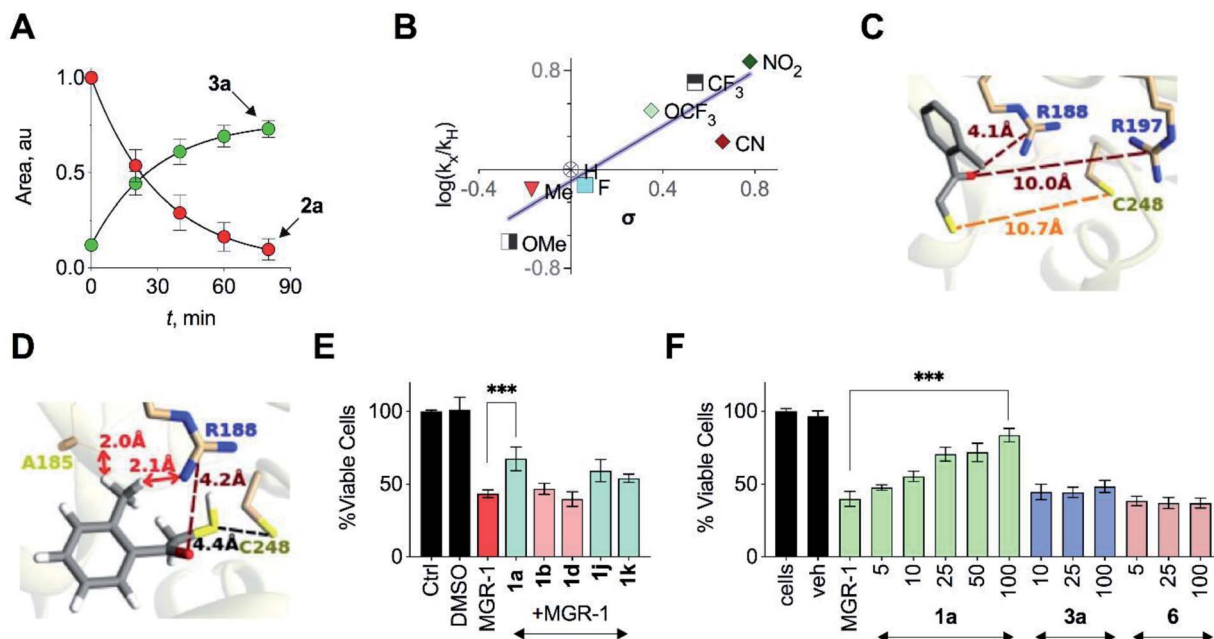 A
3a
1.0
0.5
0.0
Area, au
2a
0
30
60
90
t, min
B
0.8
NO₂
CF₃
OCF₃
CN
log(kₓ/k_H)
-0.4
H
0.4
0.8
Me
F
σ
OMe
-0.8
C
4.1Å
R188
R197
10.0Å
C248
10.7Å
D
2.0Å
R188
A185
2.1Å
4.2Å
4.4Å
C248
E
***
100
50
0
%Viable Cells
Ctrl
DMSO
MGR-1
1a
1b
1d
1j
1k
+MGR-1
F
***
100
50
0
% Viable Cells
cells
veh
MGR-1
5
10
25
50
100
10
25
100
5
25
100
1a
3a
6